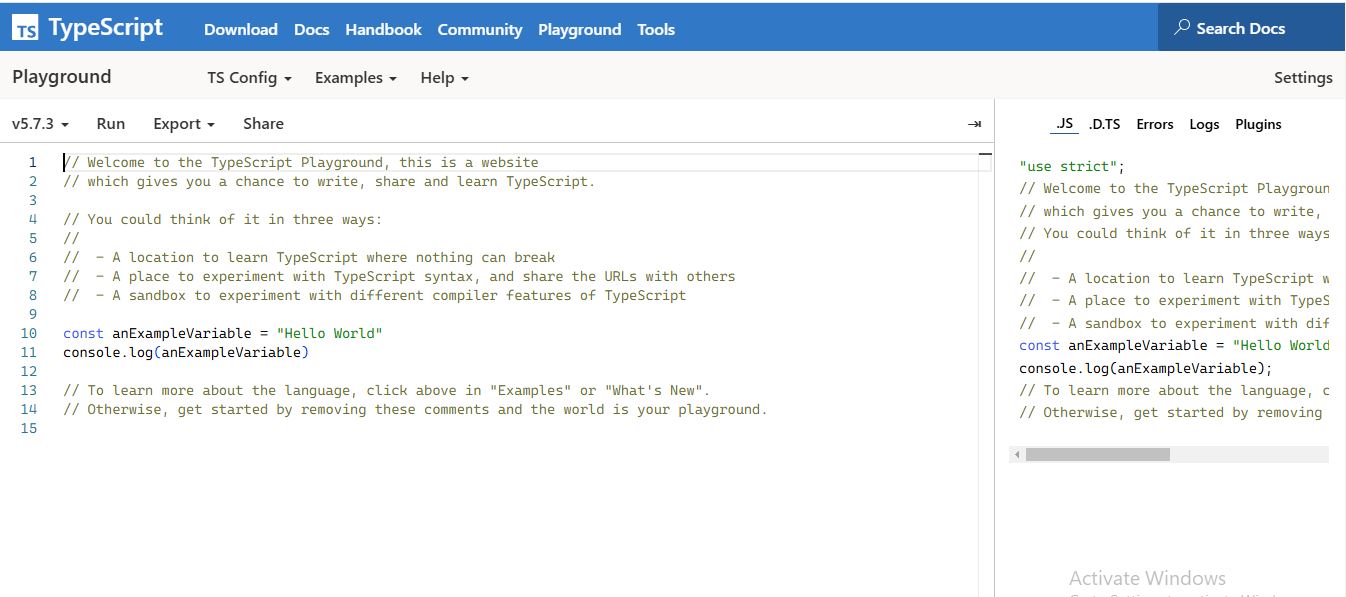 TS TypeScript Download Docs Handbook Community Playground Tools Search Docs
Playground TS Config Examples Help Settings
v5.7.3 Run Export Share
1 // Welcome to the TypeScript Playground, this is a website
2 // which gives you a chance to write, share and learn TypeScript.
3
4 // You could think of it in three ways:
5 //
6 //  - A location to learn TypeScript where nothing can break
7 //  - A place to experiment with TypeScript syntax, and share the URLs with others
8 //  - A sandbox to experiment with different compiler features of TypeScript
9
10 const anExampleVariable = "Hello World"
11 console.log(anExampleVariable)
12
13 // To learn more about the language, click above in "Examples" or "What's New".
14 // Otherwise, get started by removing these comments and the world is your playground.
15
.JS .D.TS Errors Logs Plugins
"use strict";
// Welcome to the TypeScript Playgroun
// which gives you a chance to write,
// You could think of it in three ways
//
//  - A location to learn TypeScript w
//  - A place to experiment with TypeS
//  - A sandbox to experiment with dif
const anExampleVariable = "Hello World
console.log(anExampleVariable);
// To learn more about the language, c
// Otherwise, get started by removing
Activate Windows